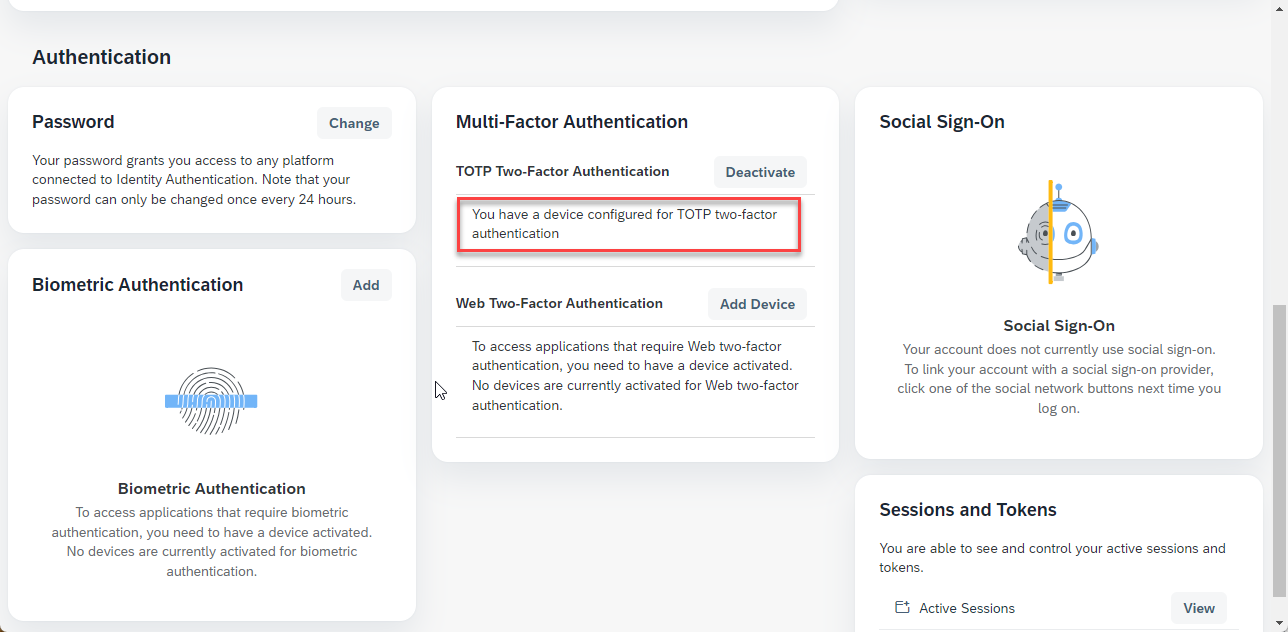 Authentication
Password
Change
Your password grants you access to any platform
connected to Identity Authentication. Note that your
password can only be changed once every 24 hours.
Biometric Authentication
Add
Biometric Authentication
To access applications that require biometric
authentication, you need to have a device activated.
No devices are currently activated for biometric
authentication.
Multi-Factor Authentication
TOTP Two-Factor Authentication
Deactivate
You have a device configured for TOTP two-factor
authentication
Web Two-Factor Authentication
Add Device
To access applications that require Web two-factor
authentication, you need to have a device activated.
No devices are currently activated for Web two-factor
authentication.
Social Sign-On
Social Sign-On
Your account does not currently use social sign-on.
To link your account with a social sign-on provider,
click one of the social network buttons next time you
log on.
Sessions and Tokens
You are able to see and control your active sessions and
tokens.
Active Sessions
View